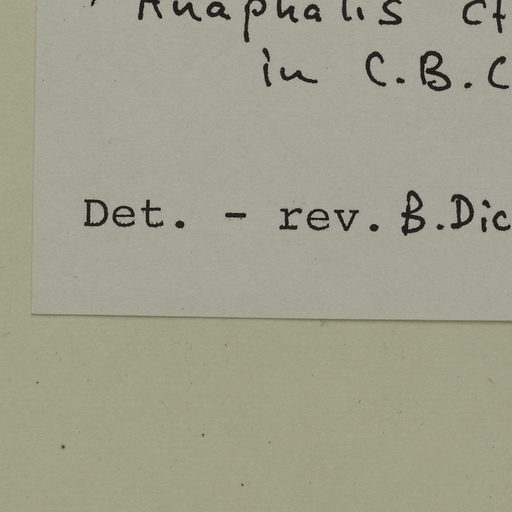 Anaphalis cf
in C.B.C
Det. - rev. B.Dic